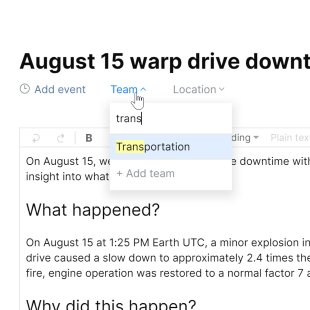 August 15 warp drive downt
Add event Team Location
trans
B ding Plain tex
Transportation
On August 15, we e downtime with
+ Add team
insight into what
What happened?
On August 15 at 1:25 PM Earth UTC, a minor explosion in
drive caused a slow down to approximately 2.4 times the
fire, engine operation was restored to a normal factor 7 a
Why did this happen?